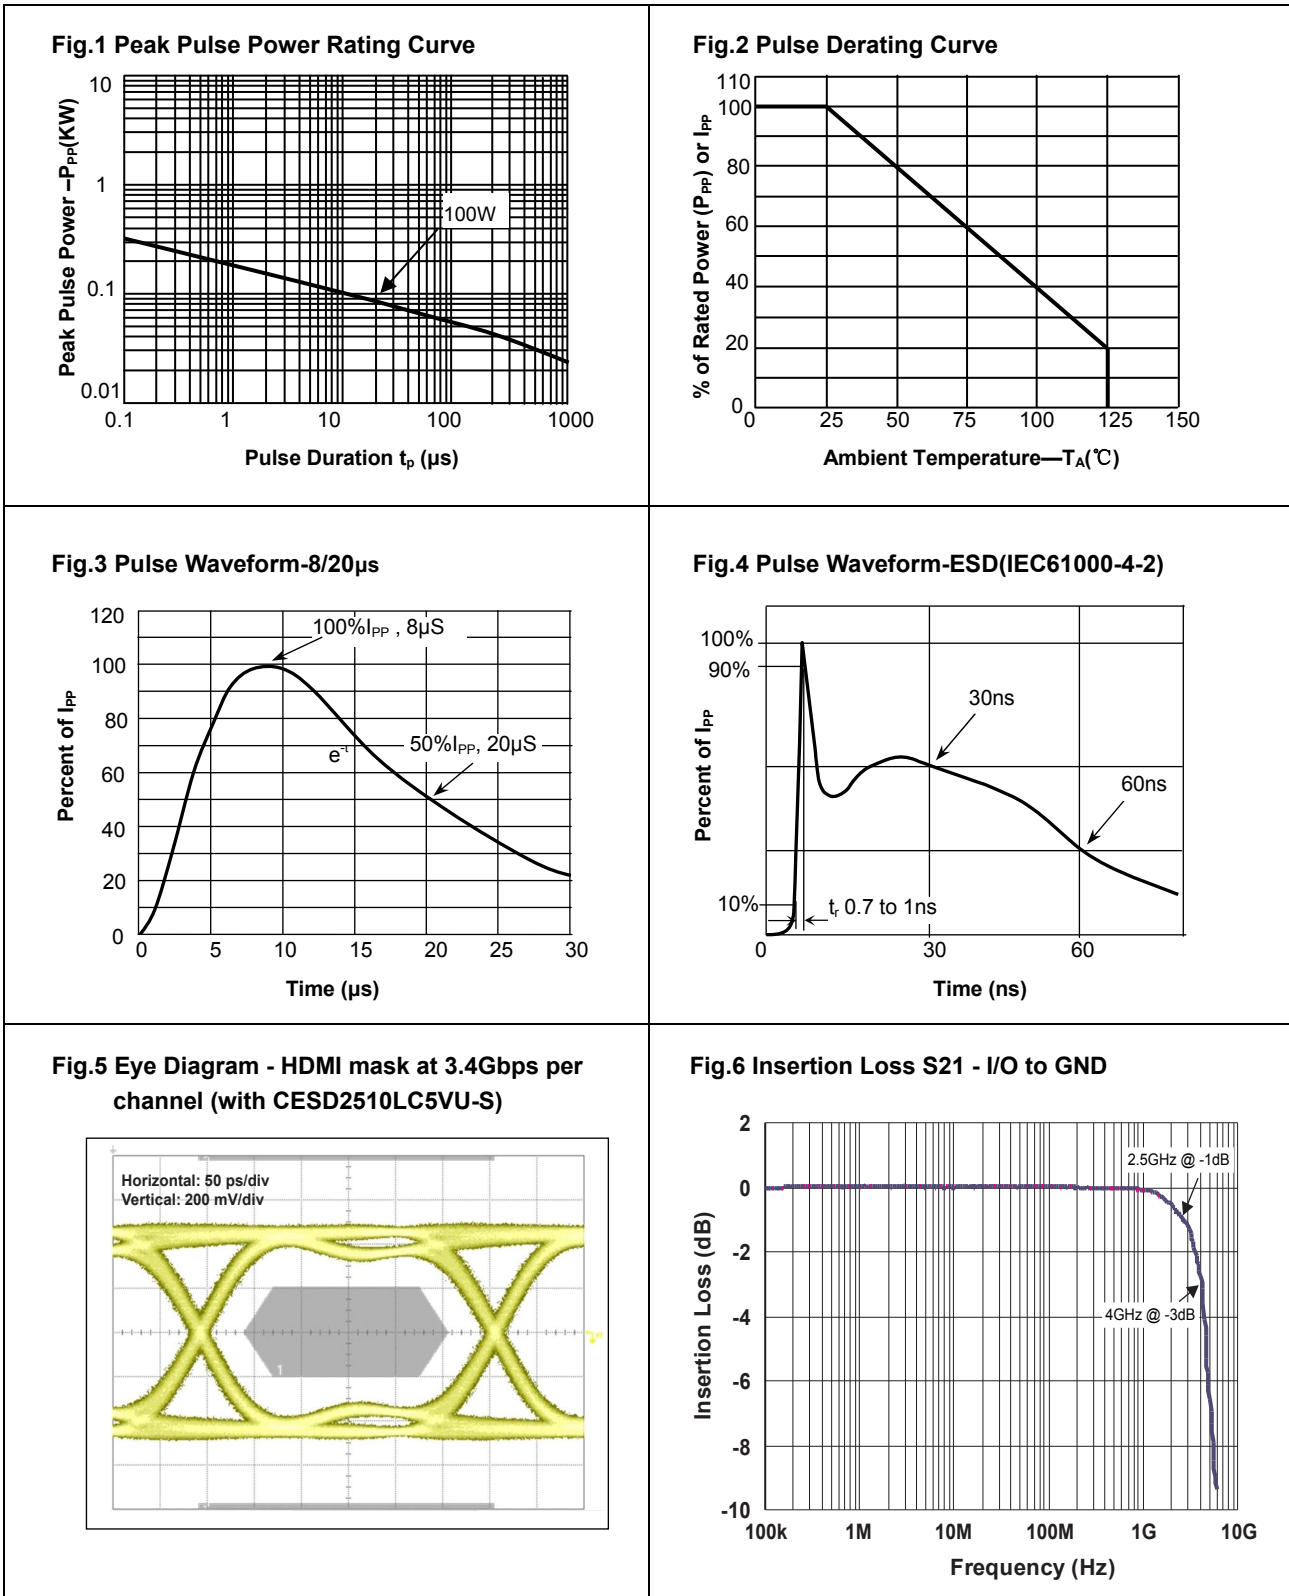 Fig.1 Peak Pulse Power Rating Curve
Peak Pulse Power –PPP(KW)
10
1
0.1
0.01
100W
0.1 1 10 100 1000
Pulse Duration tp (µs)
Fig.2 Pulse Derating Curve
% of Rated Power (PPP) or IPP
110
100
80
60
40
20
0
0 25 50 75 100 125 150
Ambient Temperature—TA(℃)
Fig.3 Pulse Waveform-8/20µs
Percent of IPP
120
100
80
60
40
20
0
100%IPP , 8µS
e-t
50%IPP, 20µS
0 5 10 15 20 25 30
Time (µs)
Fig.4 Pulse Waveform-ESD(IEC61000-4-2)
Percent of IPP
100%
90%
10%
30ns
60ns
tr 0.7 to 1ns
0 30 60
Time (ns)
Fig.5 Eye Diagram - HDMI mask at 3.4Gbps per
channel (with CESD2510LC5VU-S)
Horizontal: 50 ps/div
Vertical: 200 mV/div
1
Fig.6 Insertion Loss S21 - I/O to GND
Insertion Loss (dB)
2
0
-2
-4
-6
-8
-10
2.5GHz @ -1dB
4GHz @ -3dB
100k 1M 10M 100M 1G 10G
Frequency (Hz)